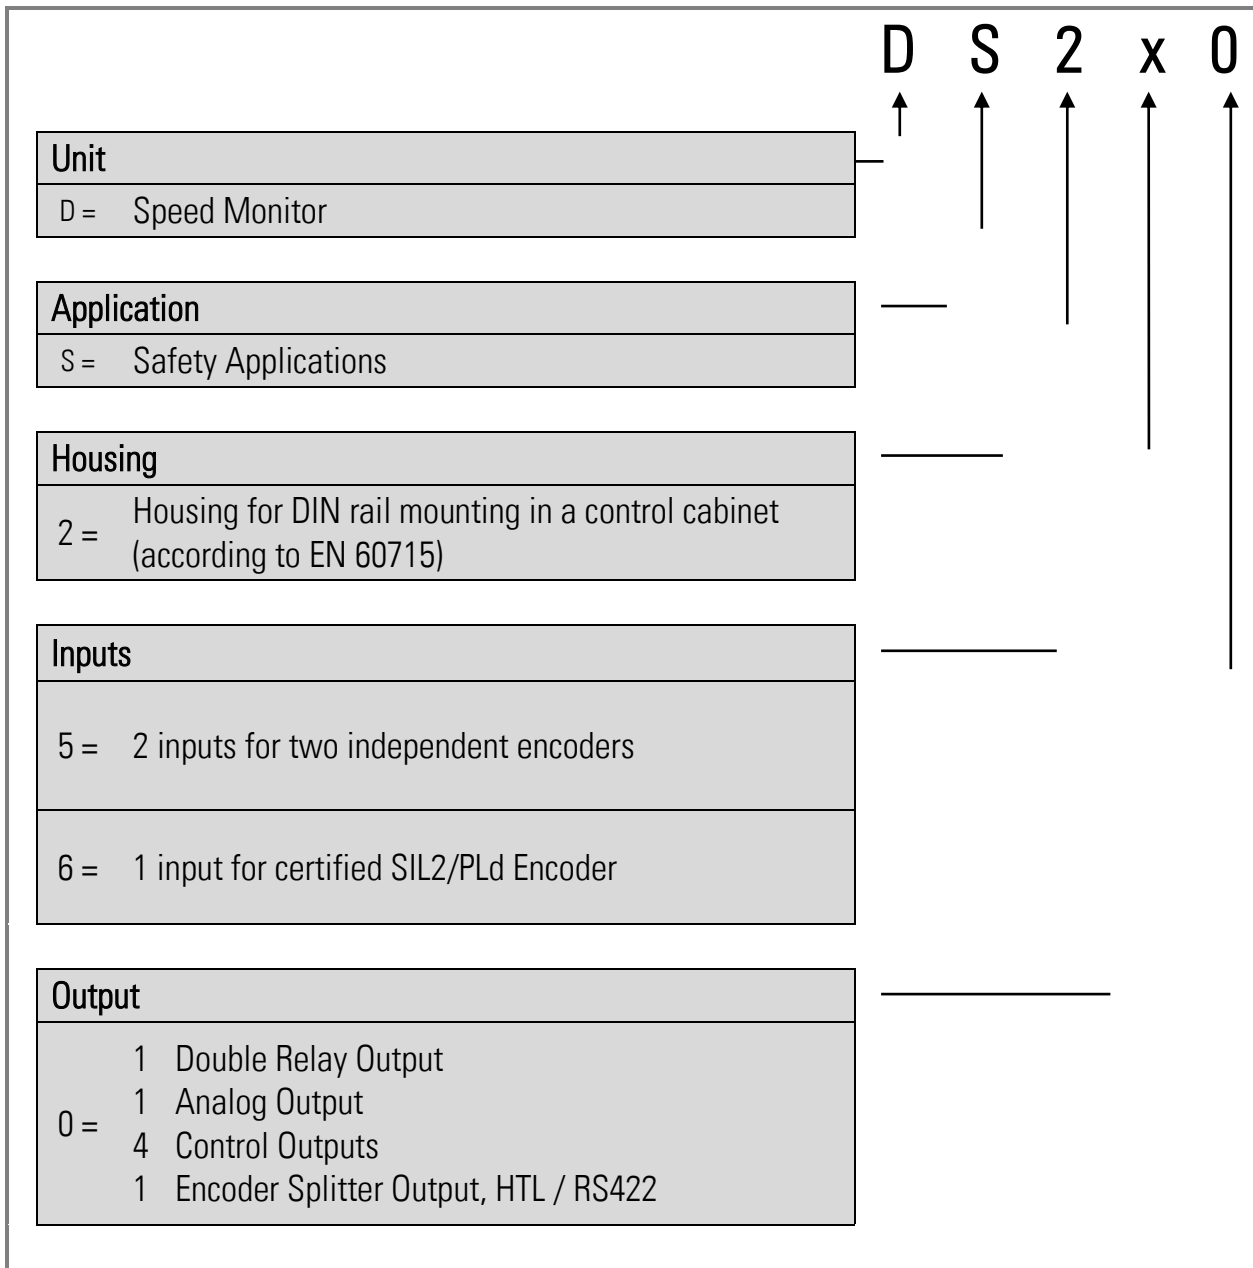 D S 2 x 0
Unit
D = Speed Monitor
Application
S = Safety Applications
Housing
2 = Housing for DIN rail mounting in a control cabinet
(according to EN 60715)
Inputs
5 = 2 inputs for two independent encoders
6 = 1 input for certified SIL2/PLd Encoder
Output
0 =
1 Double Relay Output
1 Analog Output
4 Control Outputs
1 Encoder Splitter Output, HTL / RS422